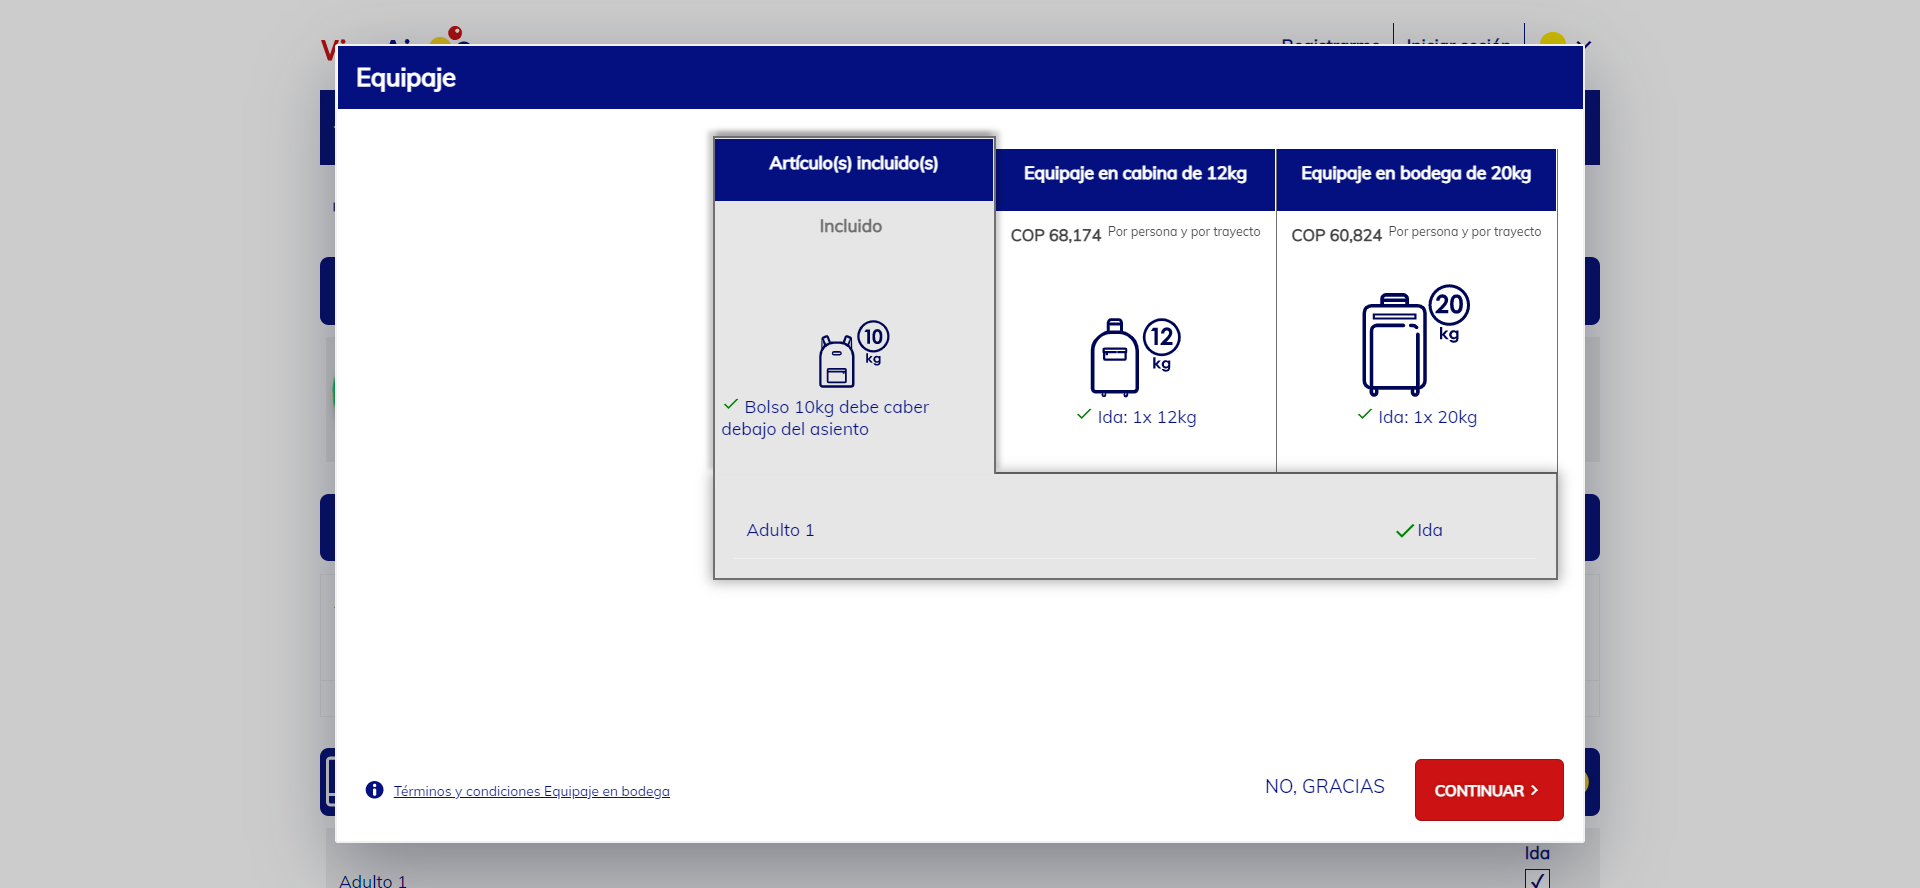 Equipaje
Artículo(s) incluido(s)
Incluido
10
kg
Bolso 10kg debe caber
debajo del asiento
Equipaje en cabina de 12kg
COP 68,174 Por persona y por trayecto
12
kg
Ida: 1x 12kg
Equipaje en bodega de 20kg
COP 60,824 Por persona y por trayecto
20
kg
Ida: 1x 20kg
Adulto 1
Ida
Términos y condiciones Equipaje en bodega
NO, GRACIAS
CONTINUAR
Ida
Adulto 1